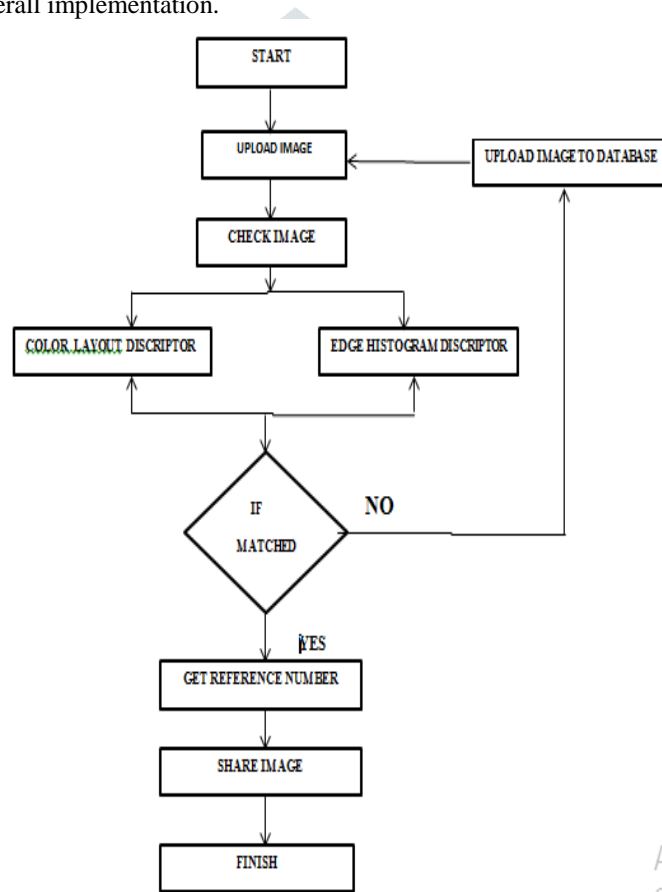 erall implementation.
START
UPLOAD IMAGE
UPLOAD IMAGE TO DATABASE
CHECK IMAGE
COLOR LAYOUT DISCRIPTOR
EDGE HISTOGRAM DISCRIPTOR
IF
MATCHED
NO
YES
GET REFERENCE NUMBER
SHARE IMAGE
FINISH